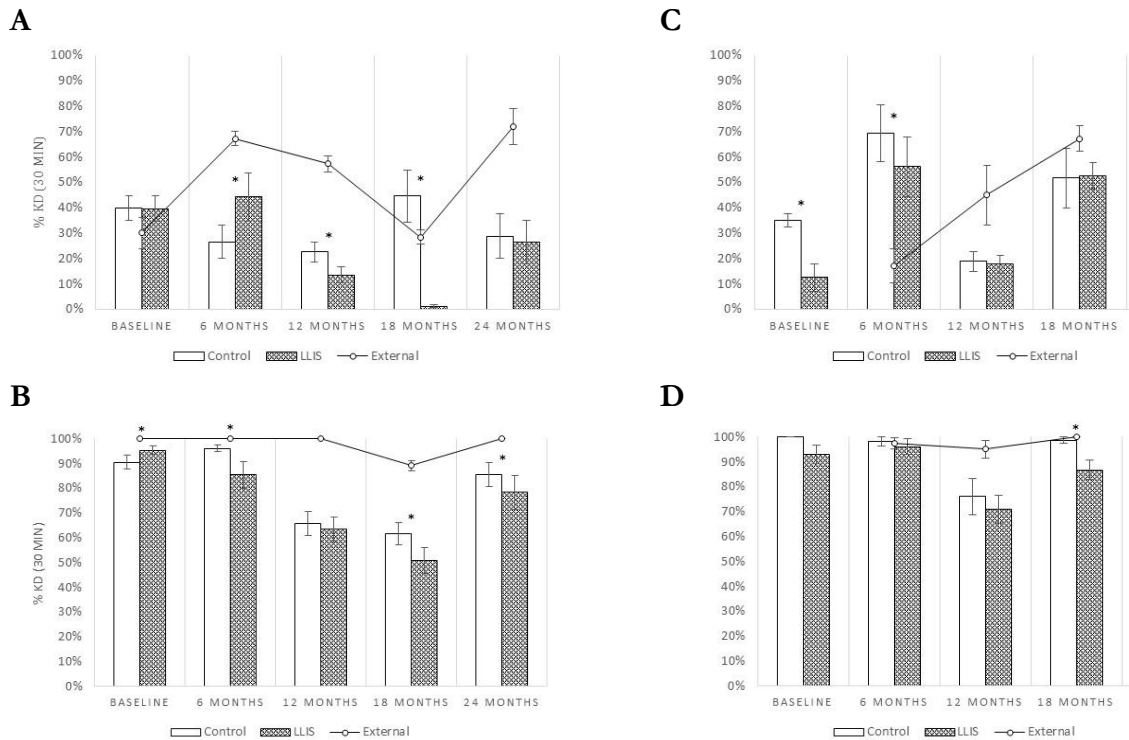 A
100%
90%
80%
70%
60%
50%
40%
30%
20%
10%
0%
% KD (30 MIN)
* * * 
BASELINE 6 MONTHS 12 MONTHS 18 MONTHS 24 MONTHS
Control LLIS External
C
100%
90%
80%
70%
60%
50%
40%
30%
20%
10%
0%
* *
BASELINE 6 MONTHS 12 MONTHS 18 MONTHS
Control LLIS External
B
100%
90%
80%
70%
60%
50%
40%
30%
20%
10%
0%
% KD (30 MIN)
* * * *
BASELINE 6 MONTHS 12 MONTHS 18 MONTHS 24 MONTHS
Control LLIS External
D
100%
90%
80%
70%
60%
50%
40%
30%
20%
10%
0%
*
BASELINE 6 MONTHS 12 MONTHS 18 MONTHS
Control LLIS External